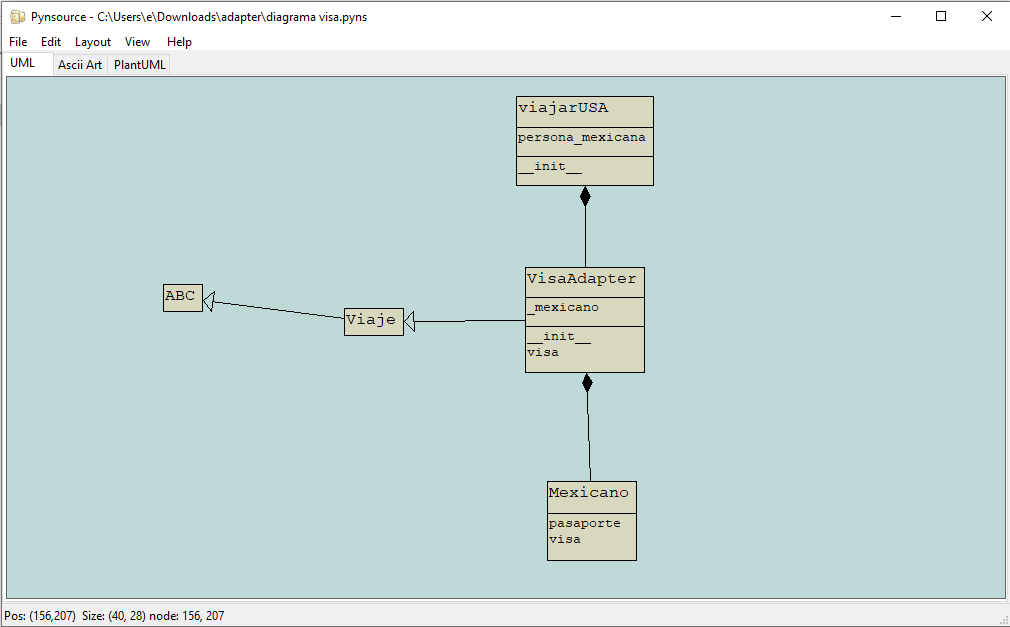 Pynsource - C:\Users\e\Downloads\adapter\diagrama visa.pyns
File Edit Layout View Help
UML Ascii Art PlantUML
viajarUSA
persona_mexicana
__init__
ABC
Viaje
VisaAdapter
_mexicano
__init__
visa
Mexicano
pasaporte
visa
Pos: (156,207) Size: (40, 28) node: 156, 207